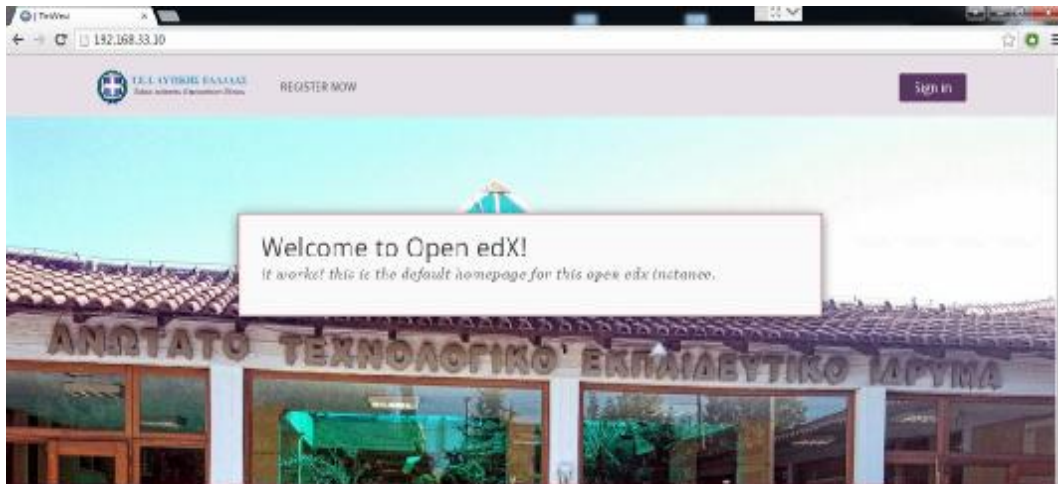 192.168.33.10
REGISTER NOW
Sign in
Welcome to Open edX!
it works! this is the default homepage for this open edx instance.
ΑΝΩΤΑΤΟ ΤΕΧΝΟΛΟΓΙΚΟ ΕΚΠΑΙΔΕΥΤΙΚΟ ΙΔΡΥΜΑ